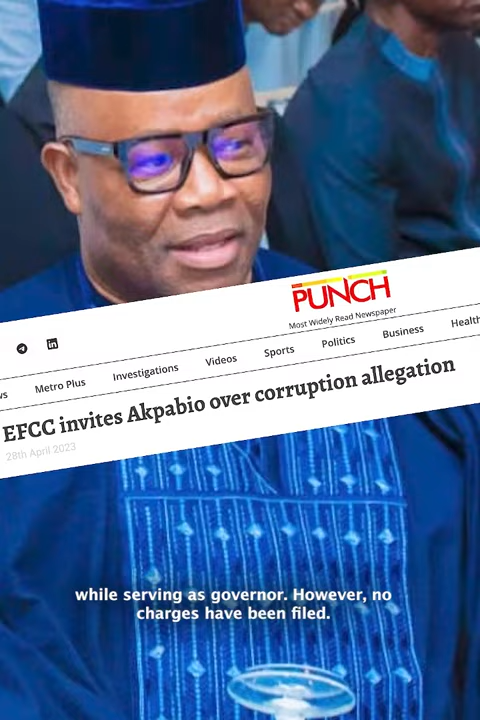 PUNCH
Most Widely Read Newspaper
Metro Plus Investigations Videos Sports Politics Business Health
EFCC invites Akpabio over corruption allegation
28th April 2023
while serving as governor. However, no
charges have been filed.